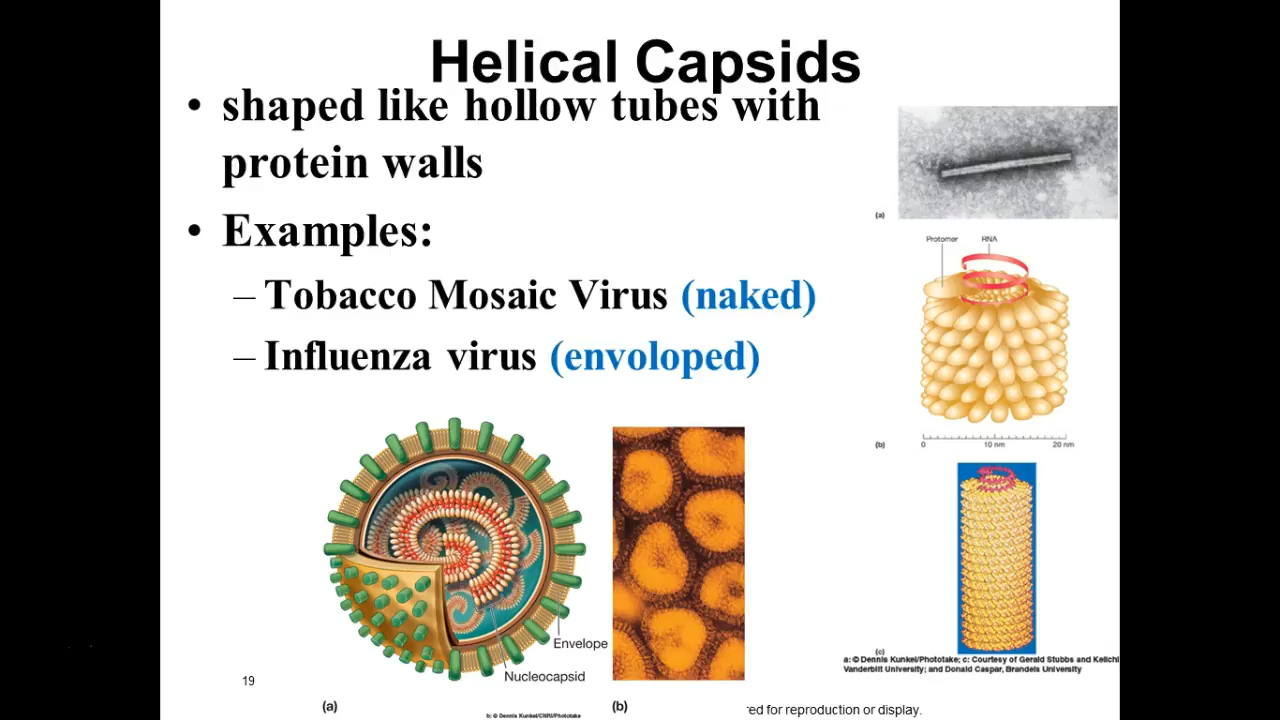 Helical Capsids
• shaped like hollow tubes with
protein walls
• Examples:
– Tobacco Mosaic Virus (naked)
– Influenza virus (envoloped)
(a)
Protomer RNA
(b)
0 10 nm 20 nm
(c)
a: © Dennis Kunkel/Phototake; c: Courtesy of Gerald Stubbs and Keiichi
Vanderbilt University; and Donald Caspar, Brandeis University
Envelope
Nucleocapsid
19
(a)
b: © Dennis Kunkel/CNRI/Phototake
(b)
red for reproduction or display.